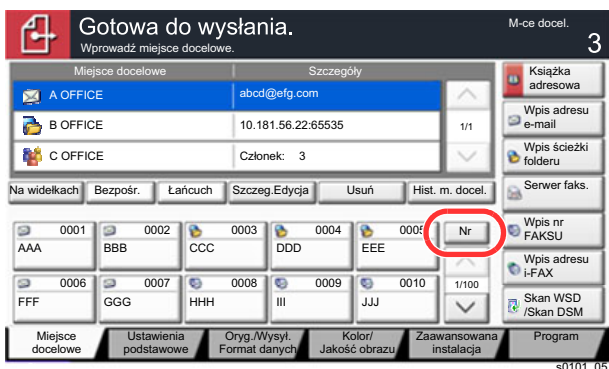 Gotowa do wysłania.
Wprowadź miejsce docelowe.
M-ce docel.
3
Miejsce docelowe Szczegóły
A OFFICE abcd@efg.com
B OFFICE 10.181.56.22:65535
1/1
C OFFICE Członek: 3
Na widełkach Bezpośr. Łańcuch Szczeg.Edycja Usuń Hist. m. docel.
0001 0002 0003 0004 0005 Nr
AAA BBB CCC DDD EEE
0006 0007 0008 0009 0010 1/100
FFF GGG HHH III JJJ
Książka
adresowa
Wpis adresu
e-mail
Wpis ścieżki
folderu
Serwer faks.
Wpis nr
FAKSU
Wpis adresu
i-FAX
Skan WSD
/Skan DSM
Miejsce
docelowe
Ustawienia
podstawowe
Oryg./Wysył.
Format danych
Kolor/
Jakość obrazu
Zaawansowana
instalacja
Program